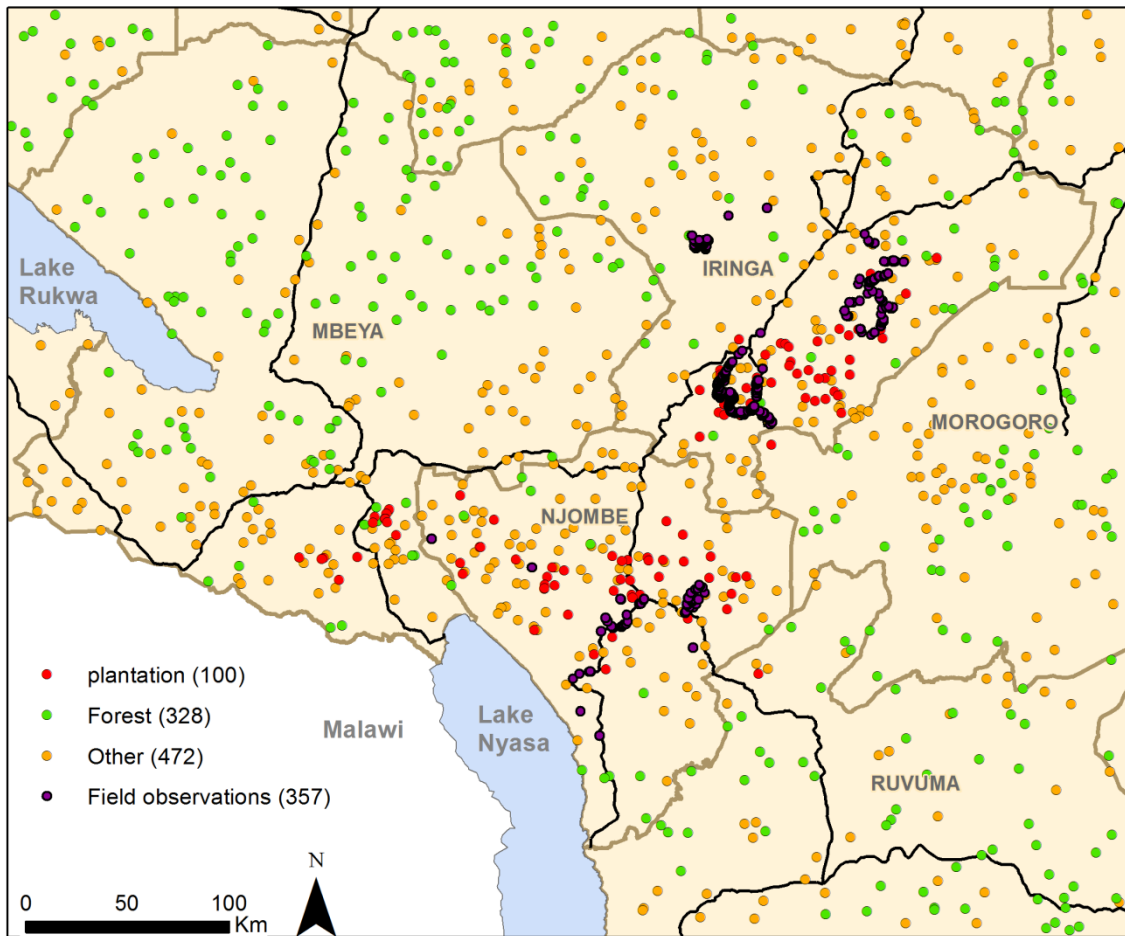 Lake
Rukwa
IRINGA
MBEYA
MOROGORO
NJOMBE
plantation (100)
Forest (328)
Other (472)
Field observations (357)
Malawi
Lake
Nyasa
RUVUMA
N
0 50 100
Km